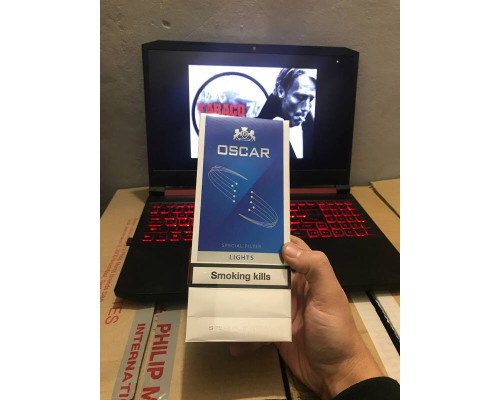 TABACO
OSCAR
SPECIAL FILTER
LIGHTS
Smoking kills
PHILIP M
INTERNATI